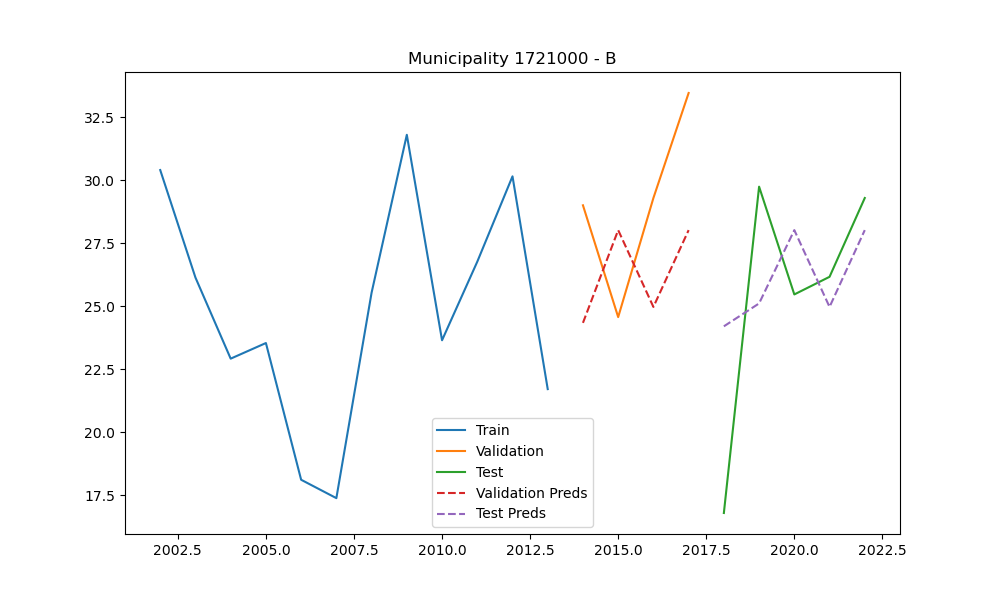 Municipality 1721000 - B
32.5
30.0
27.5
25.0
22.5
20.0
17.5
Train
Validation
Test
Validation Preds
Test Preds
2002.5 2005.0 2007.5 2010.0 2012.5 2015.0 2017.5 2020.0 2022.5